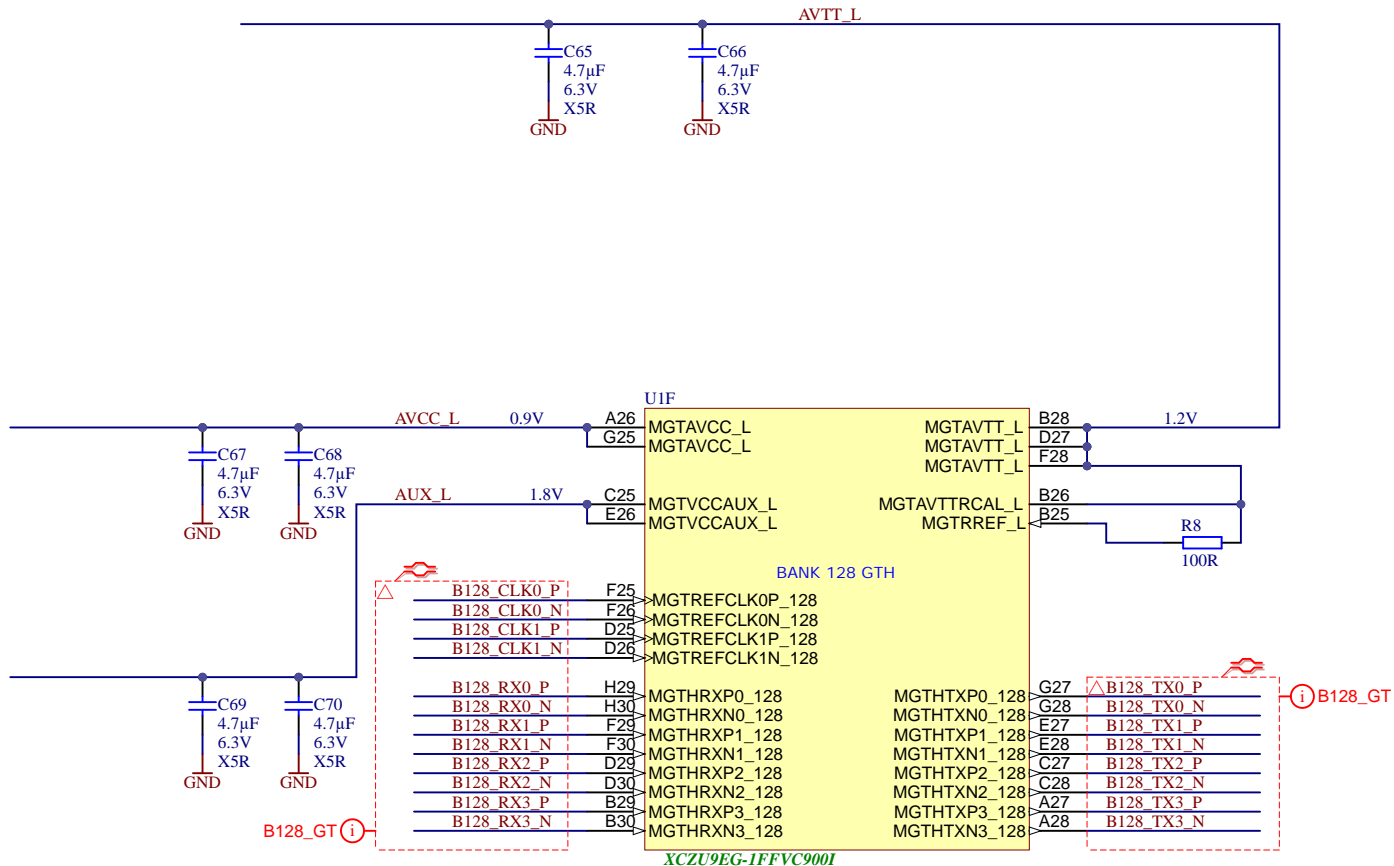 AVTT_L
C65
4.7µF
6.3V
X5R
GND
C66
4.7µF
6.3V
X5R
GND
U1F
AVCC_L 0.9V
A26 MGTAVCC_L
G25 MGTAVCC_L
C67
4.7µF
6.3V
X5R
GND
C68
4.7µF
6.3V
X5R
GND
AUX_L 1.8V
C25 MGTVCCAUX_L
E26 MGTVCCAUX_L
MGTAVTT_L B28 1.2V
MGTAVTT_L D27
MGTAVTT_L F28
MGTAVTTRCAL_L B26
MGTRREF_L B25
R8
100R
BANK 128 GTH
B128_CLK0_P F25 MGTREFCLK0P_128
B128_CLK0_N F26 MGTREFCLK0N_128
B128_CLK1_P D25 MGTREFCLK1P_128
B128_CLK1_N D26 MGTREFCLK1N_128
C69
4.7µF
6.3V
X5R
GND
C70
4.7µF
6.3V
X5R
GND
B128_RX0_P H29 MGTHRXP0_128
B128_RX0_N H30 MGTHRXN0_128
B128_RX1_P F29 MGTHRXP1_128
B128_RX1_N F30 MGTHRXN1_128
B128_RX2_P D29 MGTHRXP2_128
B128_RX2_N D30 MGTHRXN2_128
B128_RX3_P B29 MGTHRXP3_128
B128_RX3_N B30 MGTHRXN3_128
B128_GT i
MGTHTXP0_128 G27 B128_TX0_P
MGTHTXN0_128 G28 B128_TX0_N
MGTHTXP1_128 E27 B128_TX1_P
MGTHTXN1_128 E28 B128_TX1_N
MGTHTXP2_128 C27 B128_TX2_P
MGTHTXN2_128 C28 B128_TX2_N
MGTHTXP3_128 A27 B128_TX3_P
MGTHTXN3_128 A28 B128_TX3_N
i B128_GT
XCZU9EG-1FFVC900I